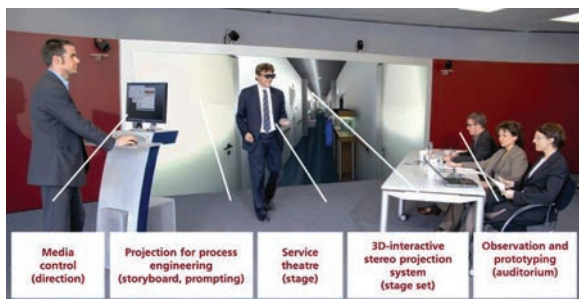 Media
control
(direction)
Projection for process
engineering
(storyboard, prompting)
Service
theatre
(stage)
3D-interactive
stereo projection
system
(stage set)
Observation and
prototyping
(auditorium)